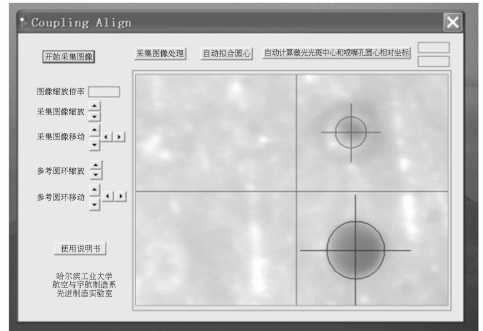 Coupling Align
开始采集图像
采集图像处理
自动拟合圆心
自动计算激光光斑中心和喷嘴孔圆心相对坐标
图像缩放倍率
采集图像缩放
采集图像移动
参考圆环缩放
参考圆环移动
使用说明书
哈尔滨工业大学
航空与宇航制造系
先进制造实验室